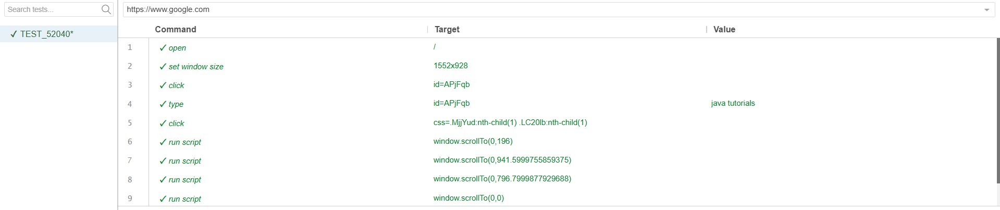 Search tests...
https://www.google.com
✓ TEST_52040*
Command Target Value
1 ✓ open /
2 ✓ set window size 1552x928
3 ✓ click id=APjFqb
4 ✓ type id=APjFqb java tutorials
5 ✓ click css=.MjjYud:nth-child(1) .LC20lb:nth-child(1)
6 ✓ run script window.scrollTo(0,196)
7 ✓ run script window.scrollTo(0,941.5999755859375)
8 ✓ run script window.scrollTo(0,796.7999877929688)
9 ✓ run script window.scrollTo(0,0)